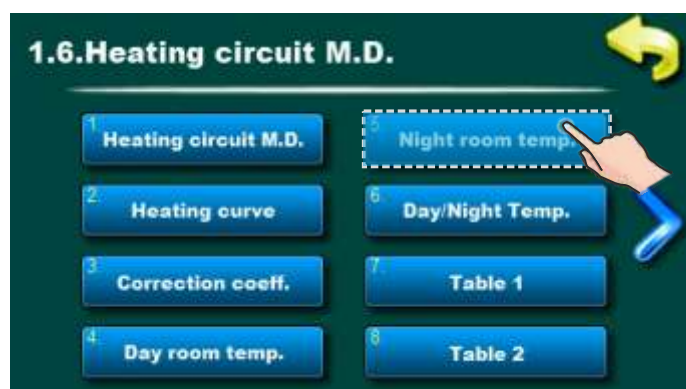 1.6.Heating circuit M.D.
1. Heating circuit M.D.
2. Heating curve
3. Correction coeff.
4. Day room temp.
5. Night room temp.
6. Day/Night Temp.
7. Table 1
8. Table 2